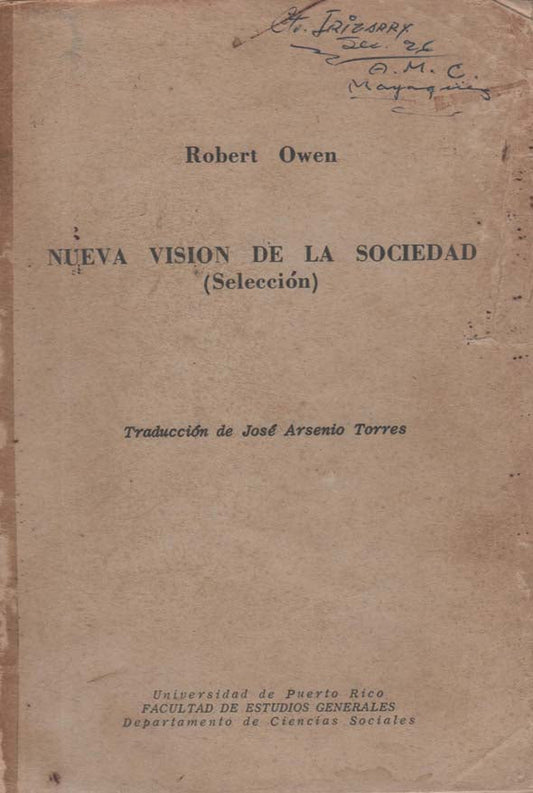 Irizarry
Sec. 26
A. M. C.
Mayagüez
Robert Owen
NUEVA VISION DE LA SOCIEDAD
(Selección)
Traducción de José Arsenio Torres
Universidad de Puerto Rico
FACULTAD DE ESTUDIOS GENERALES
Departamento de Ciencias Sociales